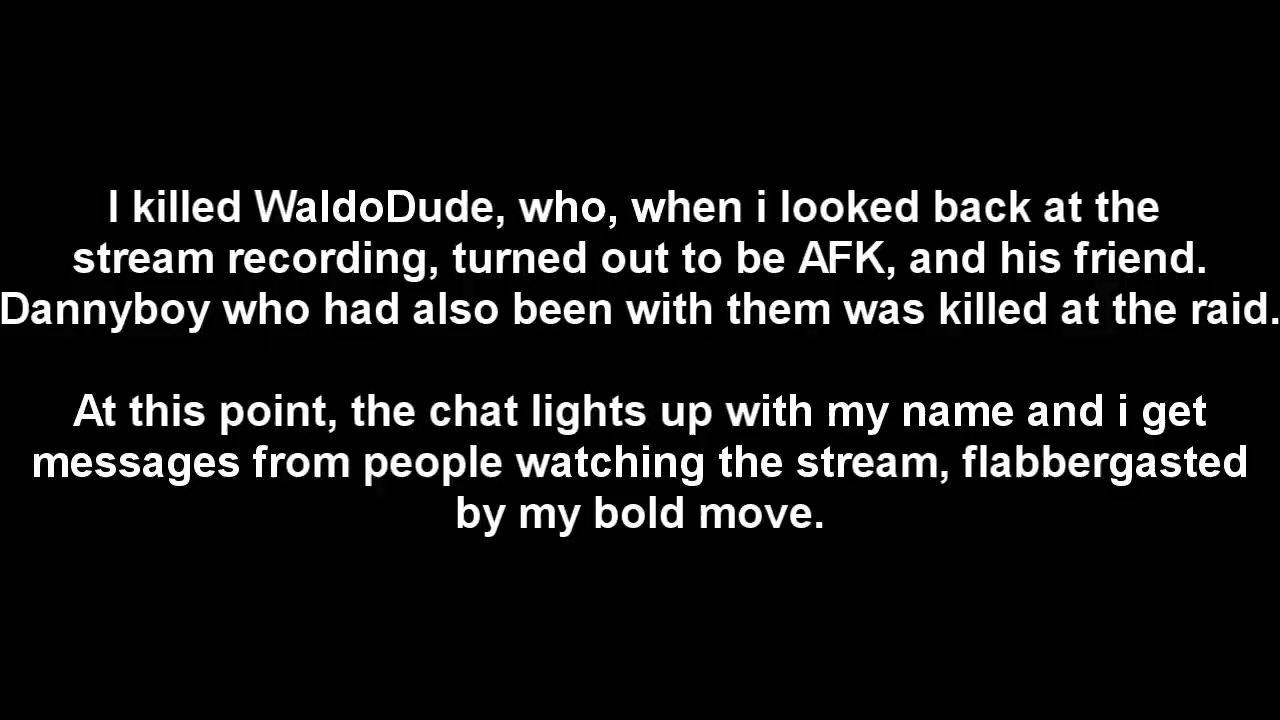 I killed WaldoDude, who, when i looked back at the
stream recording, turned out to be AFK, and his friend.
Dannyboy who had also been with them was killed at the raid.
At this point, the chat lights up with my name and i get
messages from people watching the stream, flabbergasted
by my bold move.